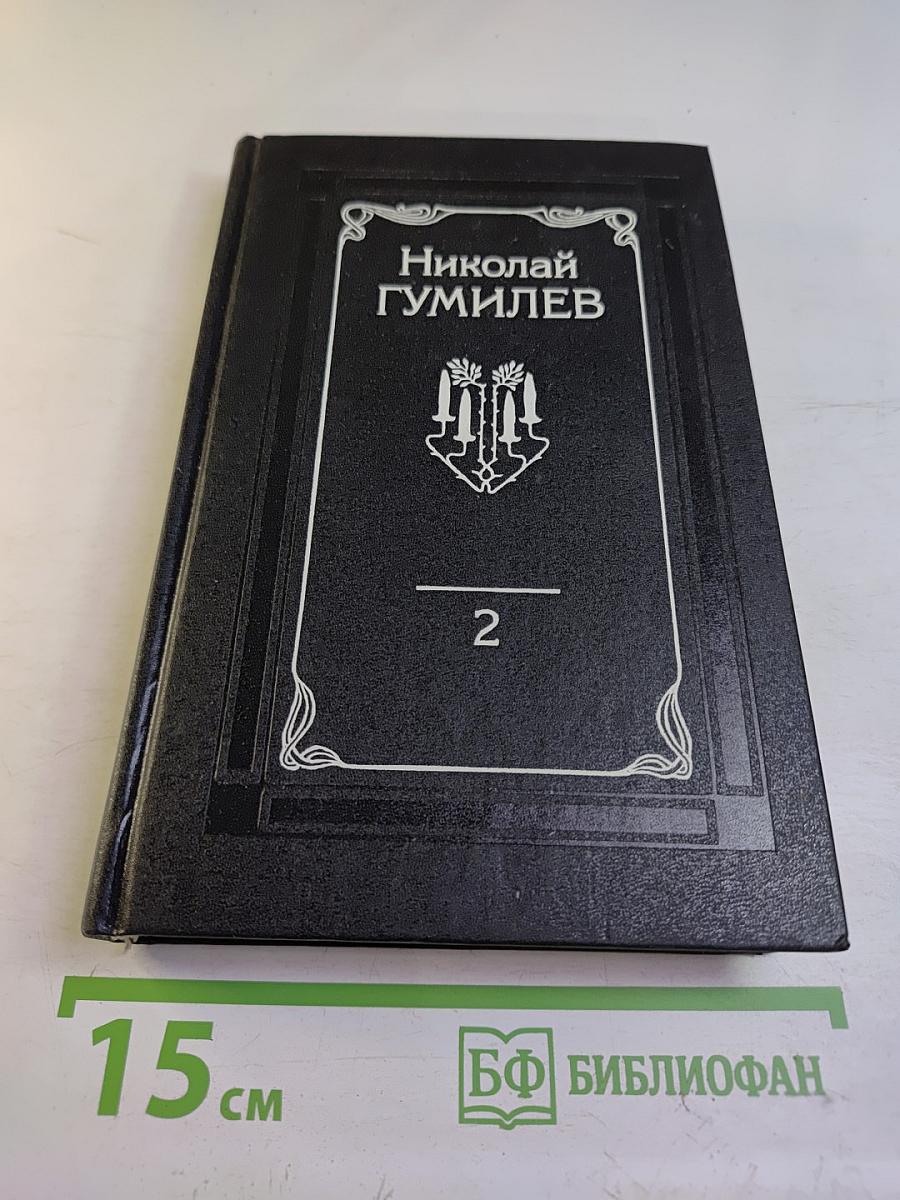 Николай
ГУМИЛЕВ
2
15 см
БФ БИБЛИОФАН